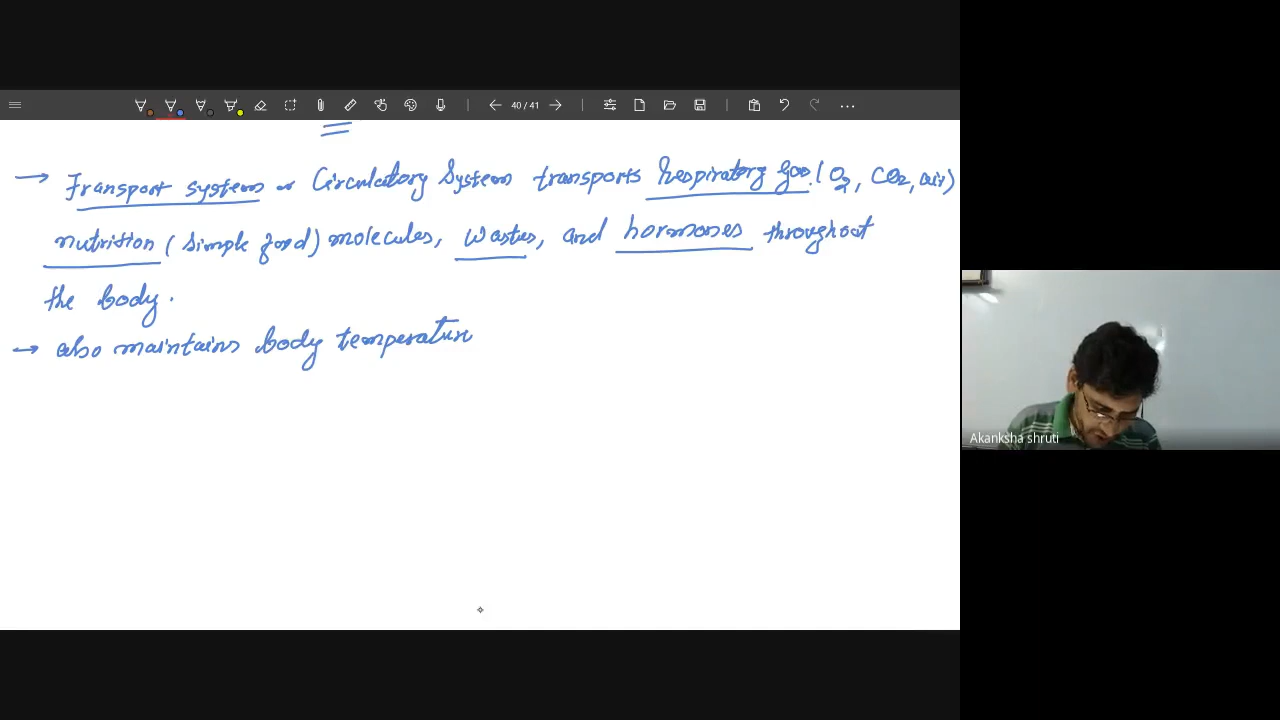 40 / 41
→ Transport system or Circulatory System transports Respiratory gas. ( O2, CO2, air)
nutrition ( Simple food) molecules, wastes, and hormones throughout
the body.
→ also maintains body temperature
Akanksha shruti